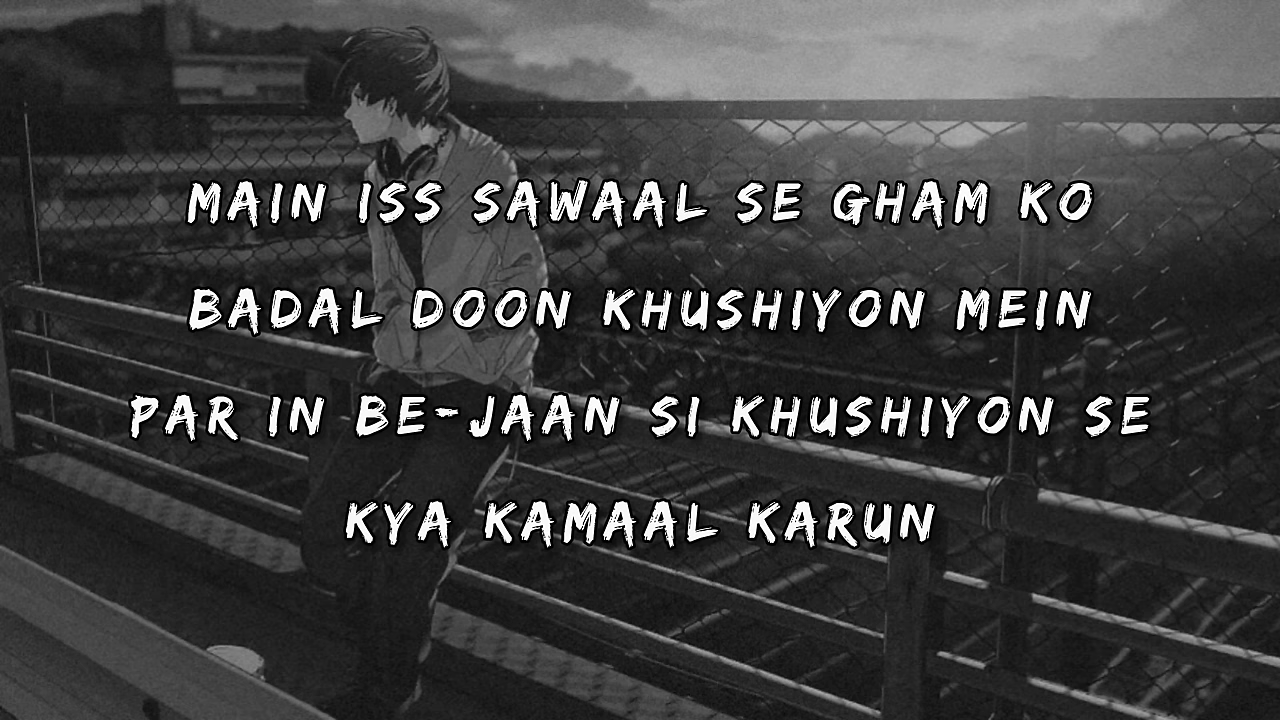 MAIN ISS SAWAAL SE GHAM KO
BADAL DOON KHUSHIYON MEIN
PAR IN BE-JAAN SI KHUSHIYON SE
KYA KAMAAL KARUN